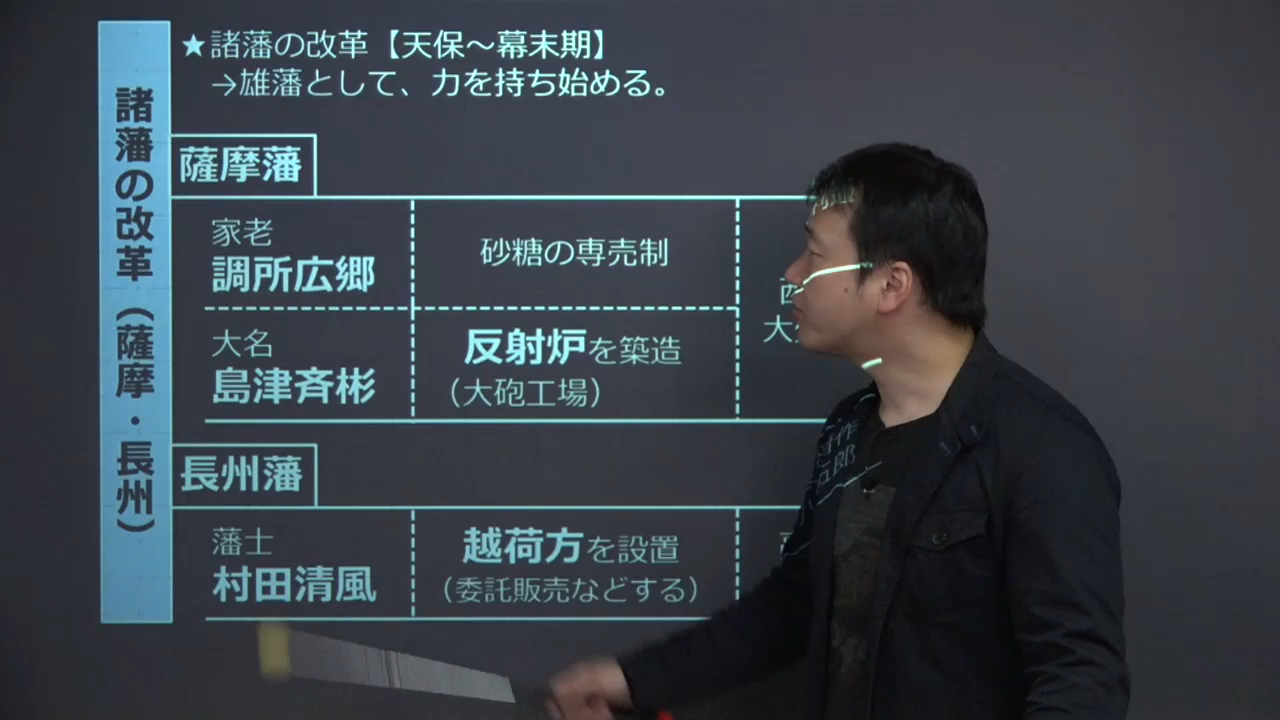 諸藩の改革（薩摩・長州）
★諸藩の改革【天保～幕末期】
→雄藩として、力を持ち始める。
薩摩藩
家老
調所広郷
砂糖の専売制
大名
島津斉彬
反射炉を築造
（大砲工場）
西
大
長州藩
藩士
村田清風
越荷方を設置
（委託販売などする）